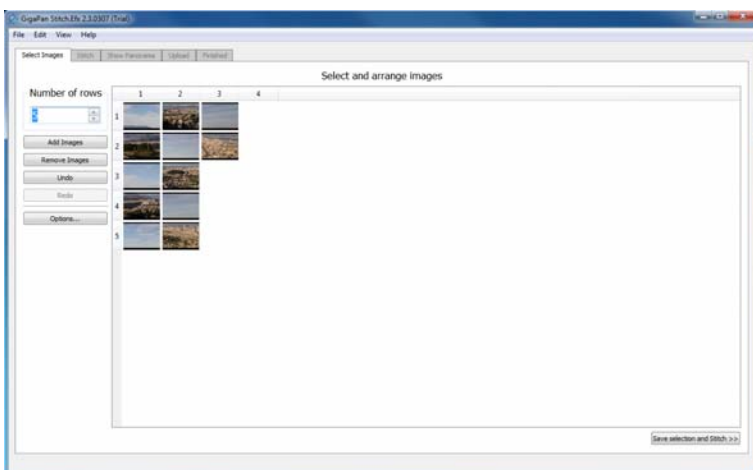 GigaPan Stitch.Efx 2.3.0307 (Trial)
File Edit View Help
Select Images Stitch Show Panorama Upload Finished
Select and arrange images
Number of rows
5
1 2 3 4
1
Add Images
2
Remove Images
Undo
3
Redo
4
Options...
5
Save selection and Stitch >>